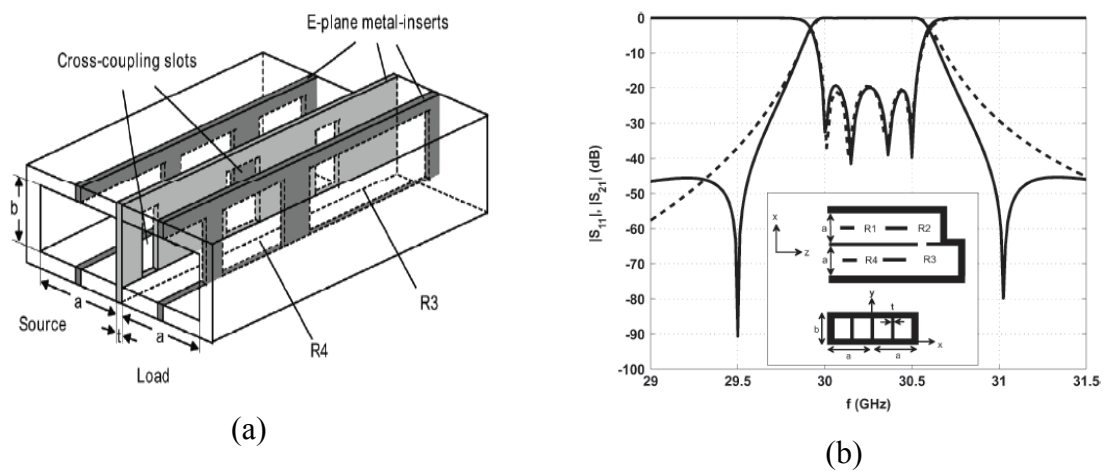 E-plane metal-inserts
Cross-coupling slots
b
a
Source
t
a
Load
R4
R3
(a)
|S11|, |S21| (dB)
0
-10
-20
-30
-40
-50
-60
-70
-80
-90
-100
29
29.5
30
30.5
31
31.5
f (GHz)
x
z
a
a
R1
R2
R4
R3
y
t
b
x
a
a
(b)